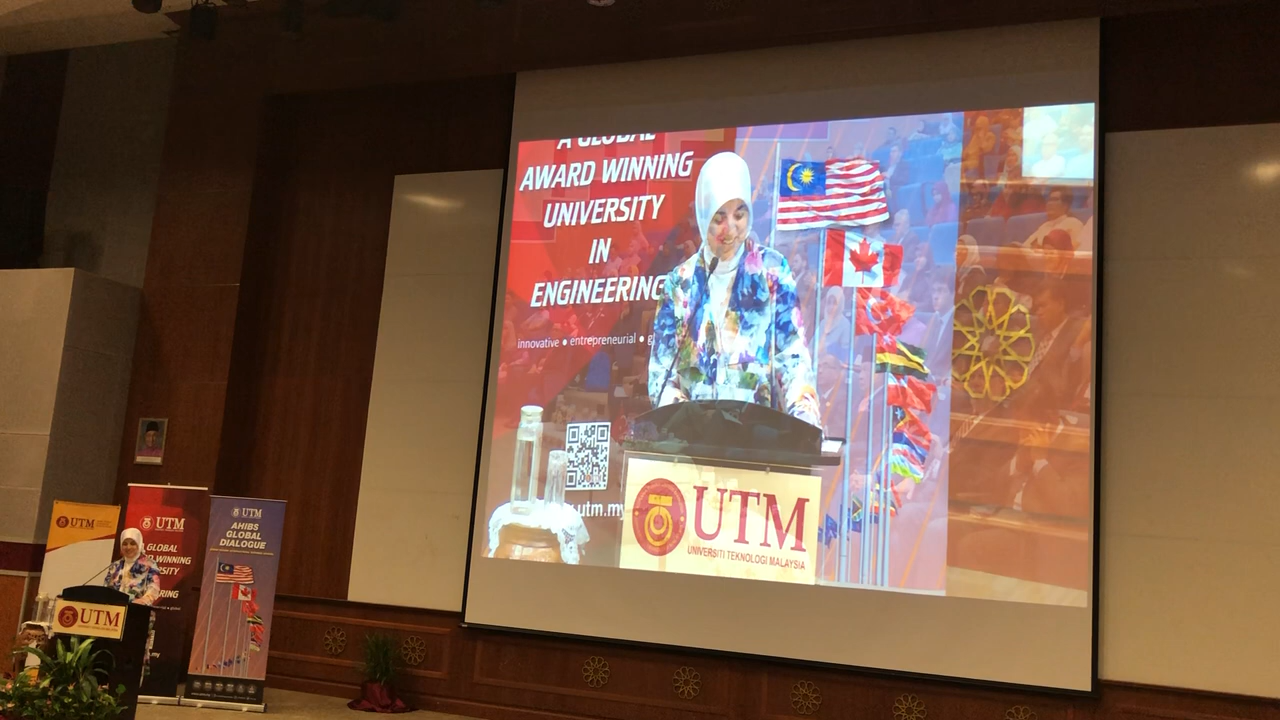 A GLOBAL
AWARD WINNING
UNIVERSITY
IN
ENGINEERING
innovative ● entrepreneurial ● g
utm.my
UTM
UNIVERSITI TEKNOLOGI MALAYSIA
UTM
UTM
GLOBAL
WINNING
UTM
AHIBS
GLOBAL
DIALOGUE
UTM